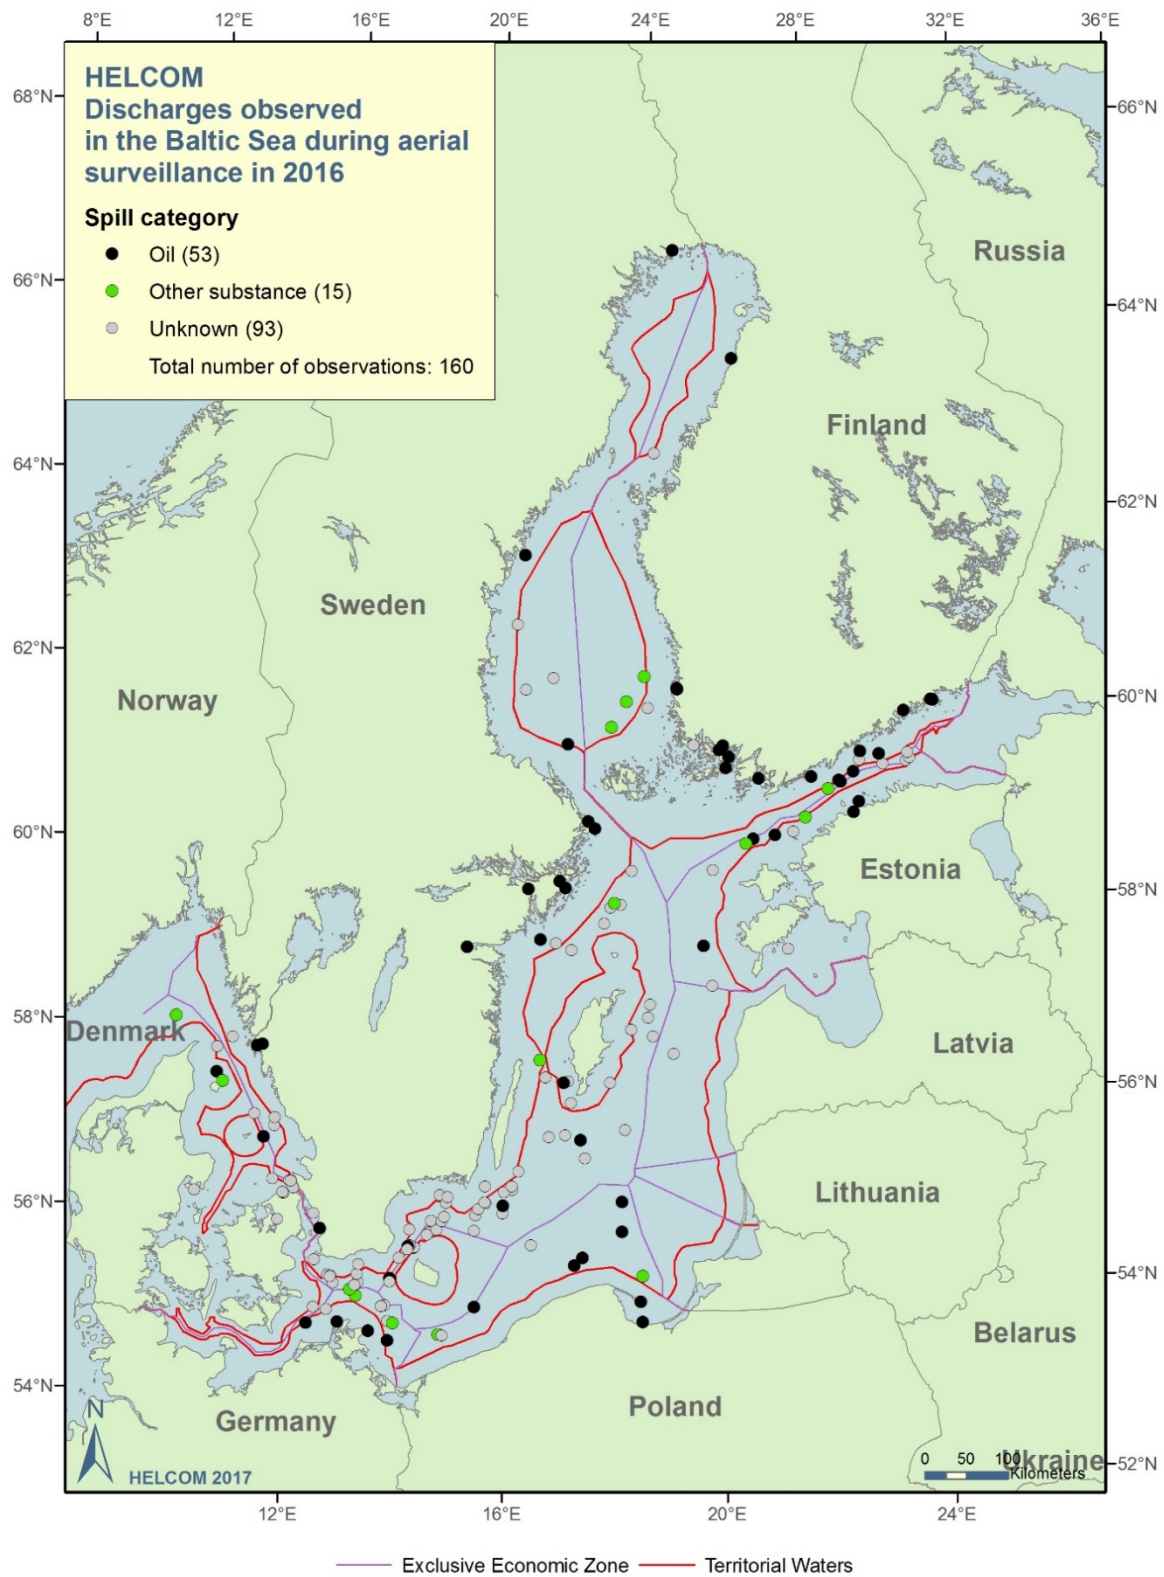 8°E 12°E 16°E 20°E 24°E 28°E 32°E 36°E
HELCOM
Discharges observed
in the Baltic Sea during aerial
surveillance in 2016
Spill category
Oil (53)
Other substance (15)
Unknown (93)
Total number of observations: 160
68°N
66°N
66°N
64°N
64°N
62°N
62°N
60°N
60°N
58°N
58°N
56°N
56°N
54°N
54°N
52°N
Russia
Finland
Sweden
Norway
Estonia
Denmark
Latvia
Lithuania
Belarus
Poland
Germany
Ukraine
N
HELCOM 2017
0 50 100
Kilometers
12°E 16°E 20°E 24°E
Exclusive Economic Zone Territorial Waters